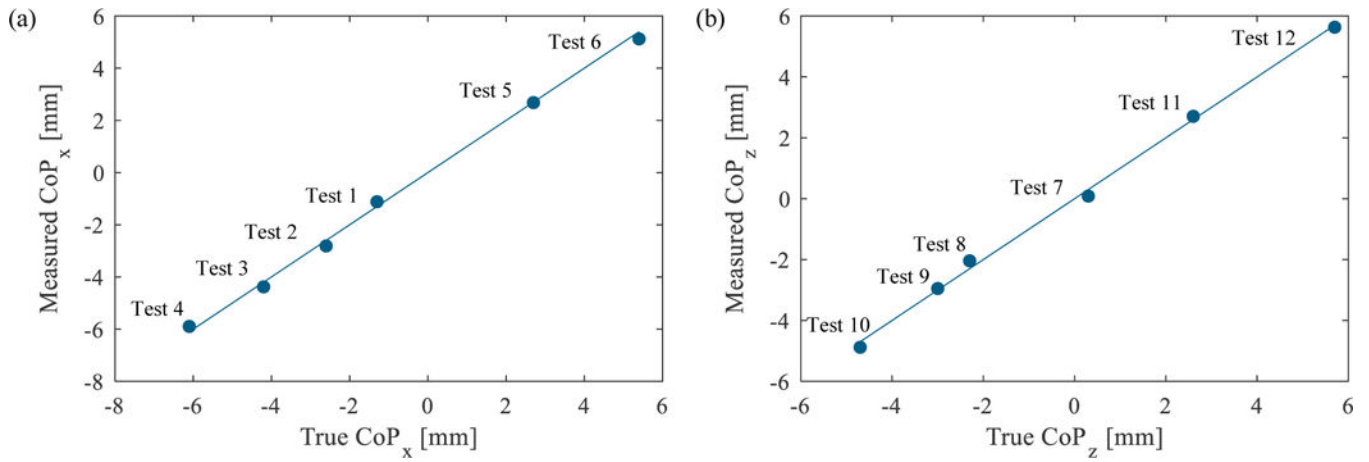 (a)
6
4
2
0
-2
-4
-6
-8
Measured CoP_x [mm]
Test 6
Test 5
Test 1
Test 2
Test 3
Test 4
-8 -6 -4 -2 0 2 4 6
True CoP_x [mm]
(b)
6
4
2
0
-2
-4
-6
Measured CoP_z [mm]
Test 12
Test 11
Test 7
Test 8
Test 9
Test 10
-6 -4 -2 0 2 4 6
True CoP_z [mm]